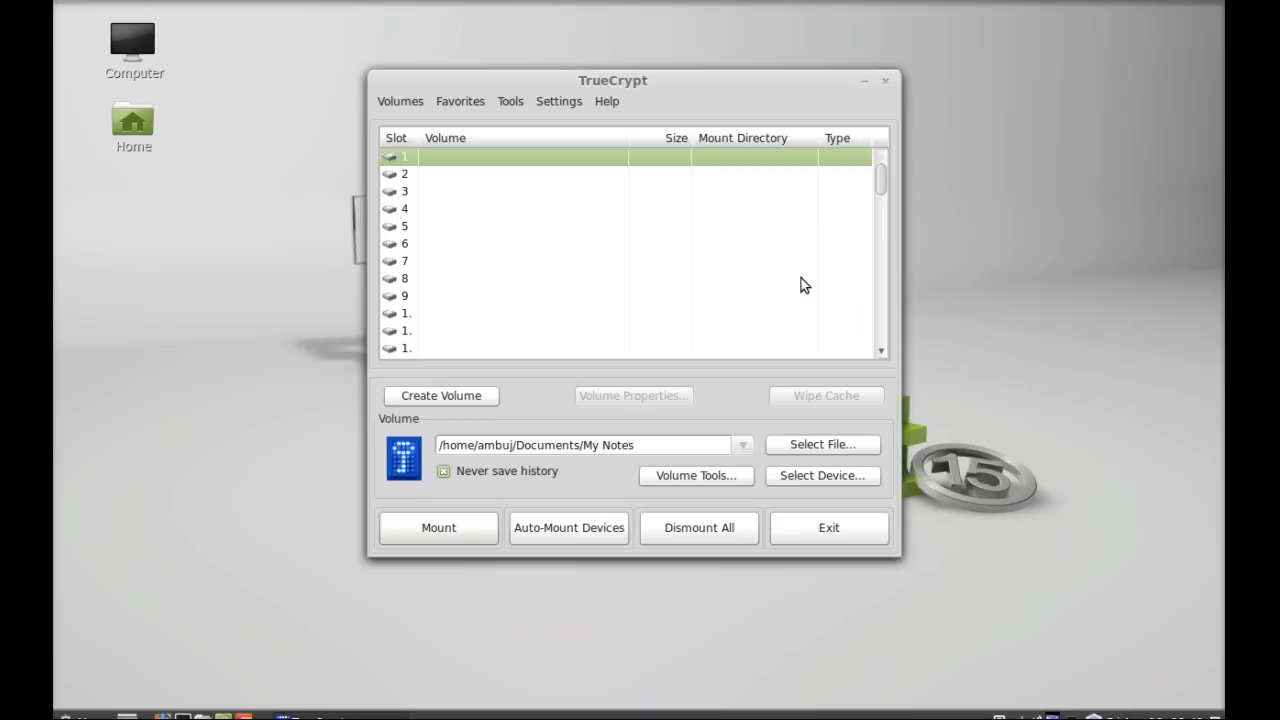 Computer
Home
TrueCrypt
Volumes Favorites Tools Settings Help
Slot Volume Size Mount Directory Type
1
2
3
4
5
6
7
8
9
1.
1.
1.
Create Volume Volume Properties... Wipe Cache
Volume
/home/ambuj/Documents/My Notes Select File...
Never save history Volume Tools... Select Device...
Mount Auto-Mount Devices Dismount All Exit
15